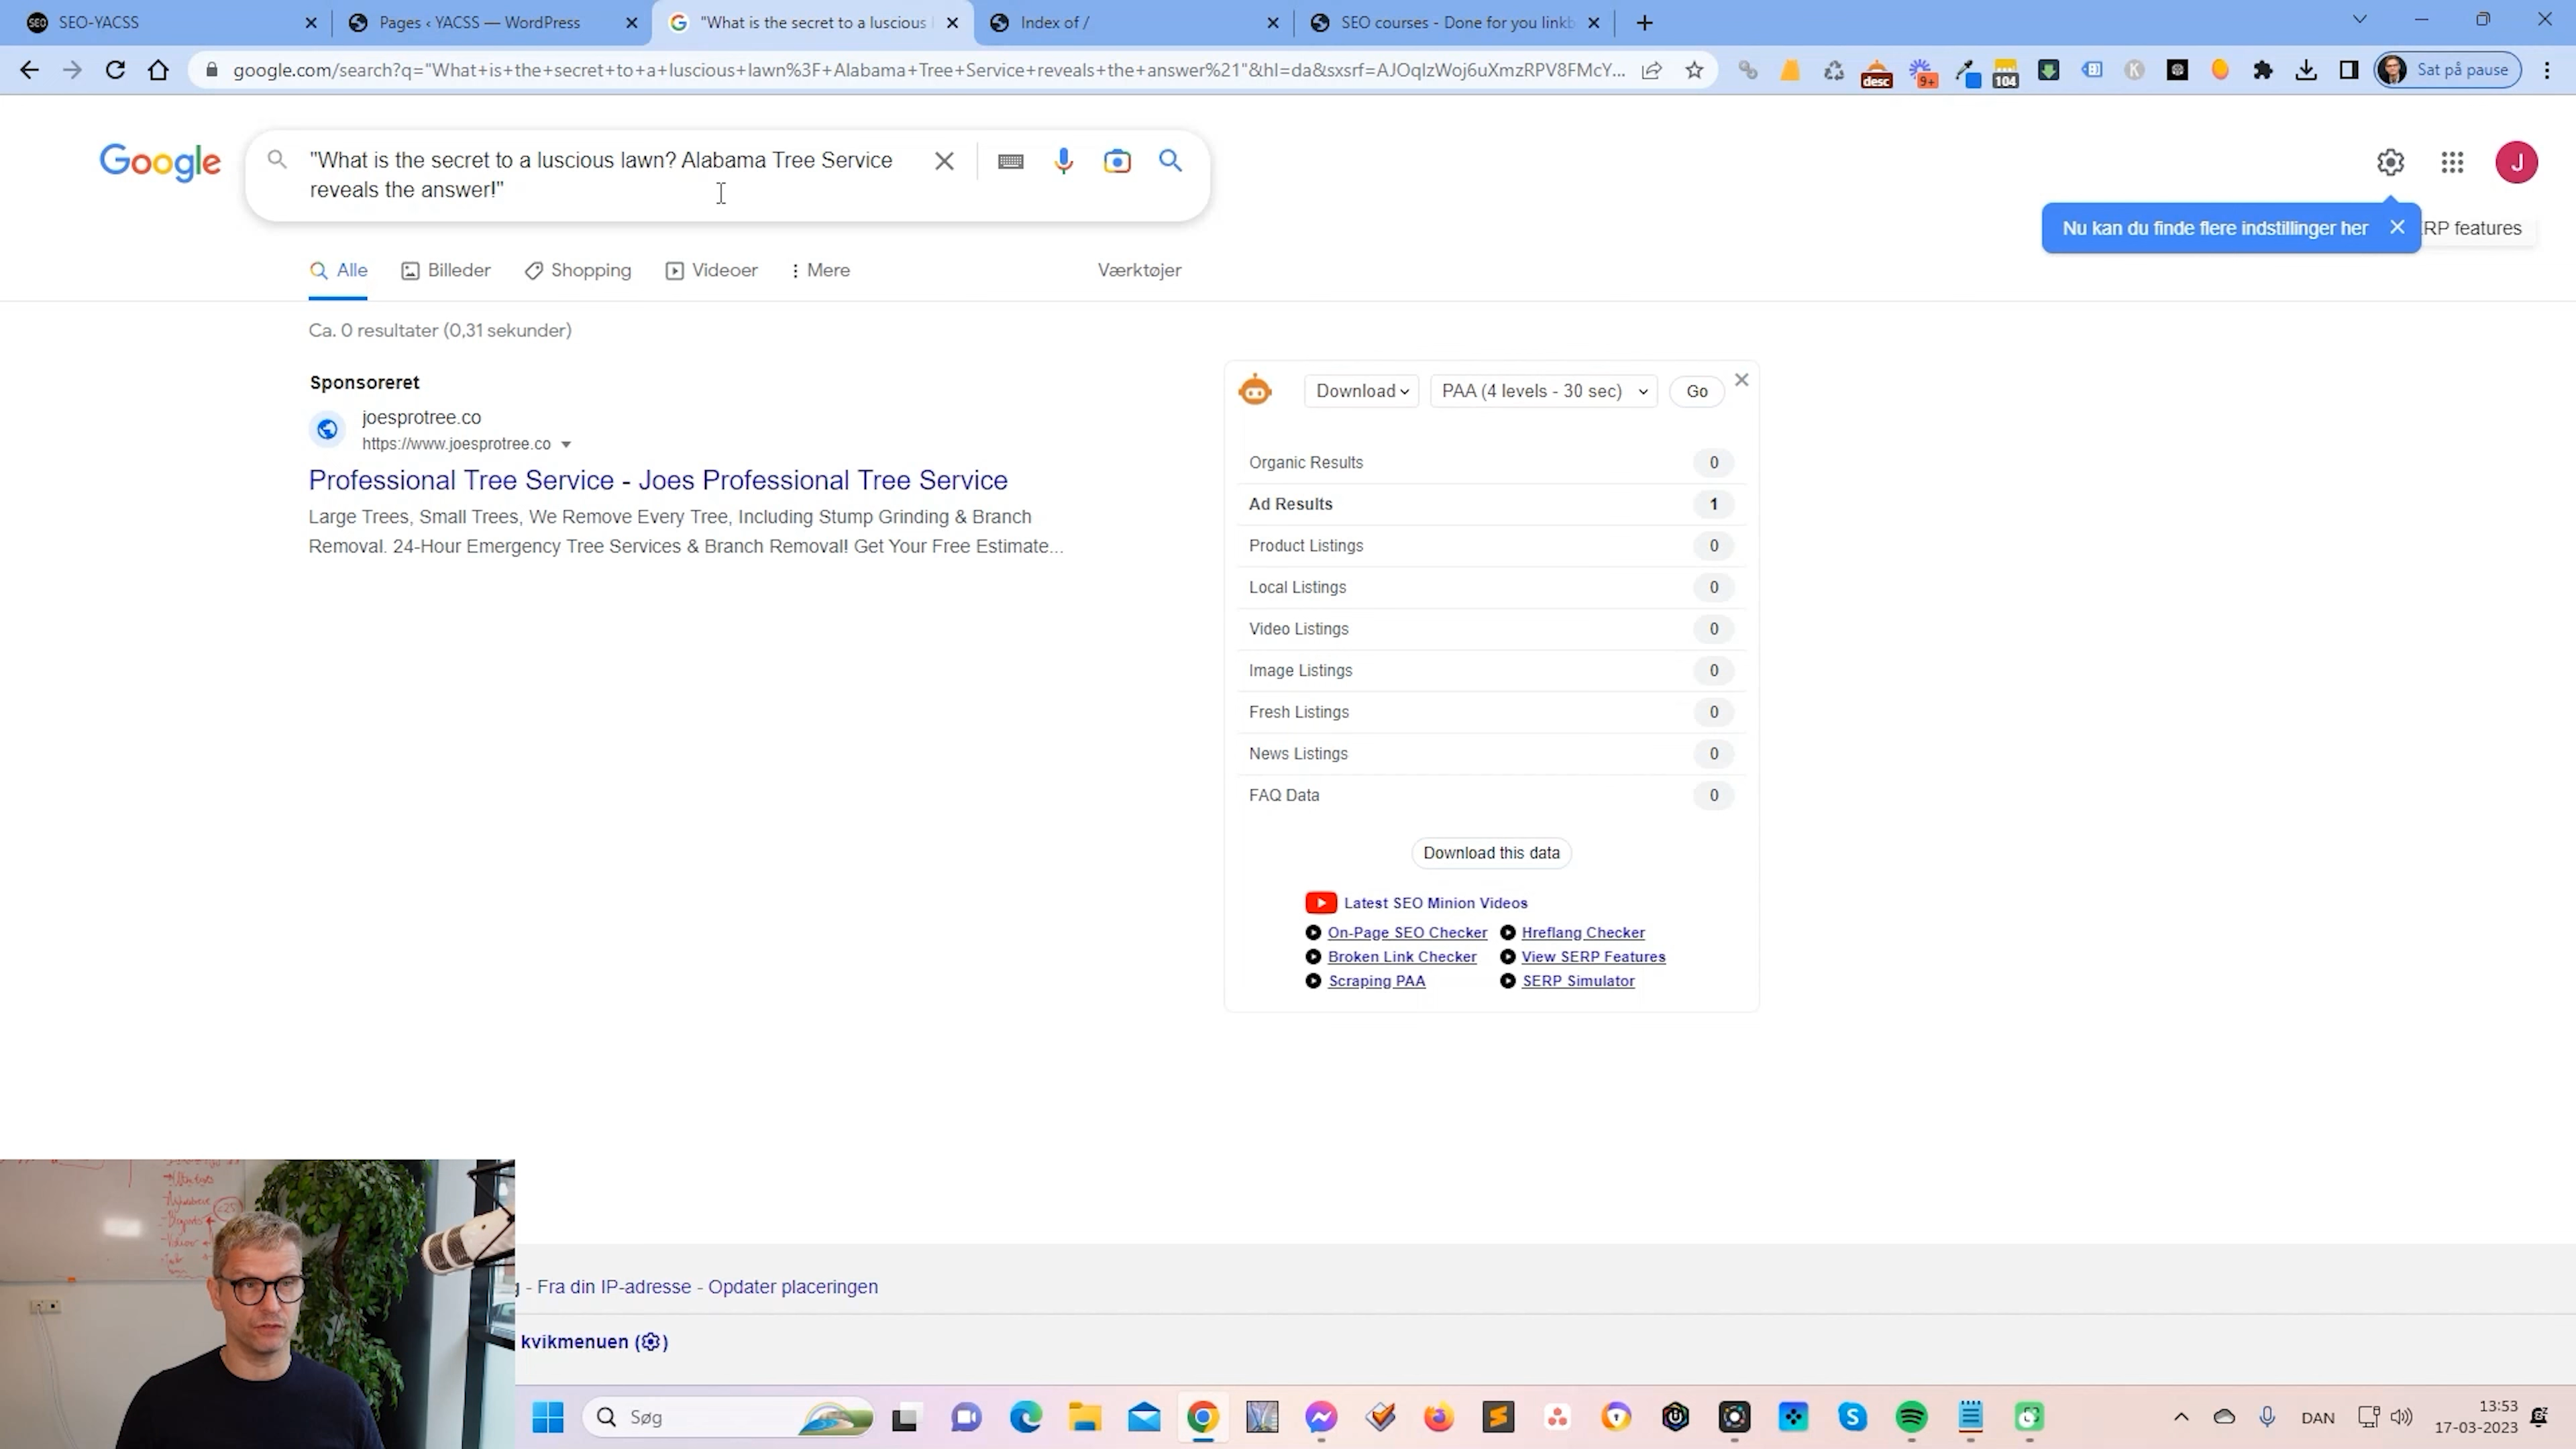 SEO-YACSS
Pages ‹ YACSS — WordPress
"What is the secret to a luscious
Index of /
SEO courses - Done for you linkb
google.com/search?q="What+is+the+secret+to+a+luscious+lawn%3F+Alabama+Tree+Service+reveals+the+answer%21"&hl=da&sxsrf=AJOqlzWoj6uXmzRPV8FMcY...
desc
9+
104
Sat på pause
Google
"What is the secret to a luscious lawn? Alabama Tree Service
reveals the answer!"
J
Nu kan du finde flere indstillinger her
RP features
Alle
Billeder
Shopping
Videoer
Mere
Værktøjer
Ca. 0 resultater (0,31 sekunder)
Sponsoreret
joesprotree.co
https://www.joesprotree.co
Professional Tree Service - Joes Professional Tree Service
Large Trees, Small Trees, We Remove Every Tree, Including Stump Grinding & Branch
Removal. 24-Hour Emergency Tree Services & Branch Removal! Get Your Free Estimate...
Download
PAA (4 levels - 30 sec)
Go
Organic Results 0
Ad Results 1
Product Listings 0
Local Listings 0
Video Listings 0
Image Listings 0
Fresh Listings 0
News Listings 0
FAQ Data 0
Download this data
Latest SEO Minion Videos
On-Page SEO Checker
Hreflang Checker
Broken Link Checker
View SERP Features
Scraping PAA
SERP Simulator
- Fra din IP-adresse - Opdater placeringen
kvikmenuen
Søg
DAN
13:53
17-03-2023